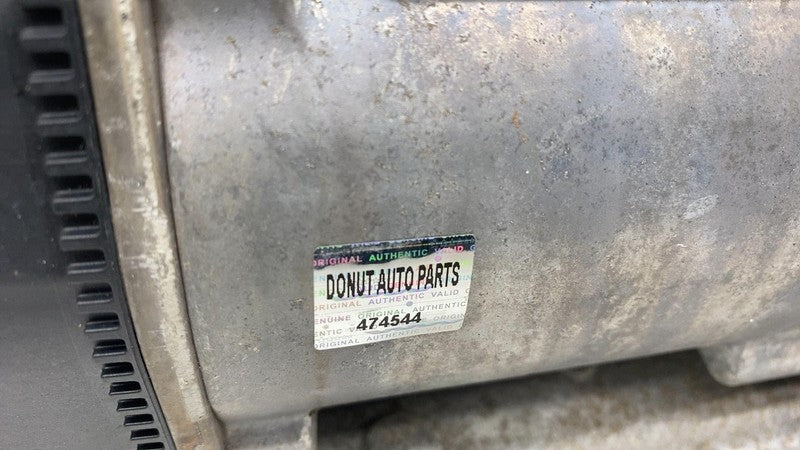 ORIGINAL AUTHENTIC VALID
DONUT AUTO PARTS
ORIGINAL AUTHENTIC VALID
GENUINE ORIGINAL AUTHENTIC
474544
ORIGINAL AUTHENTIC VALID